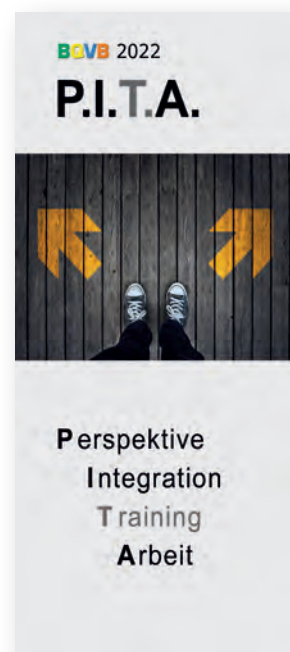 BQVB 2022
P.I.T.A.
Perspektive
Integration
Training
Arbeit